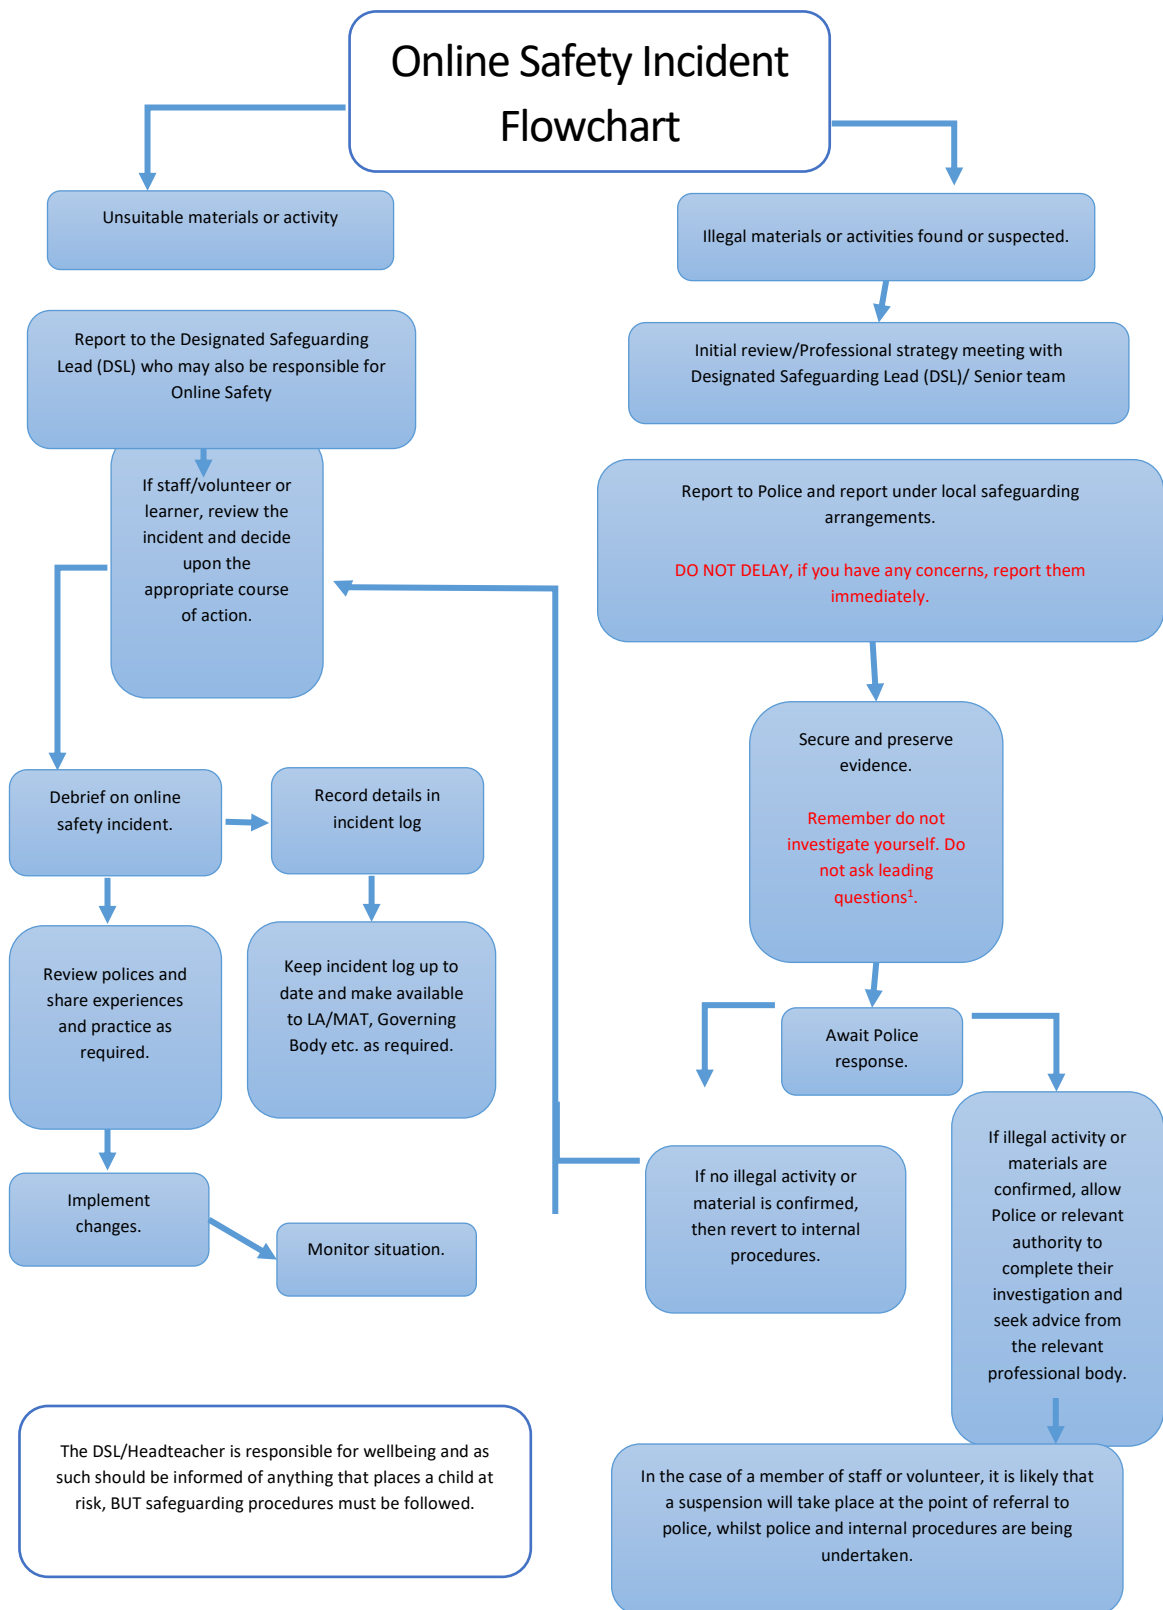 Online Safety Incident
Flowchart
Unsuitable materials or activity
Illegal materials or activities found or suspected.
Report to the Designated Safeguarding
Lead (DSL) who may also be responsible for
Online Safety
Initial review/Professional strategy meeting with
Designated Safeguarding Lead (DSL)/ Senior team
If staff/volunteer or
learner, review the
incident and decide
upon the
appropriate course
of action.
Report to Police and report under local safeguarding
arrangements.
DO NOT DELAY, if you have any concerns, report them
immediately.
Secure and preserve
evidence.
Remember do not
investigate yourself. Do
not ask leading
questions¹.
Debrief on online
safety incident.
Record details in
incident log
Review polices and
share experiences
and practice as
required.
Keep incident log up to
date and make available
to LA/MAT, Governing
Body etc. as required.
Await Police
response.
If no illegal activity or
material is confirmed,
then revert to internal
procedures.
If illegal activity or
materials are
confirmed, allow
Police or relevant
authority to
complete their
investigation and
seek advice from
the relevant
professional body.
Implement
changes.
Monitor situation.
The DSL/Headteacher is responsible for wellbeing and as
such should be informed of anything that places a child at
risk, BUT safeguarding procedures must be followed.
In the case of a member of staff or volunteer, it is likely that
a suspension will take place at the point of referral to
police, whilst police and internal procedures are being
undertaken.